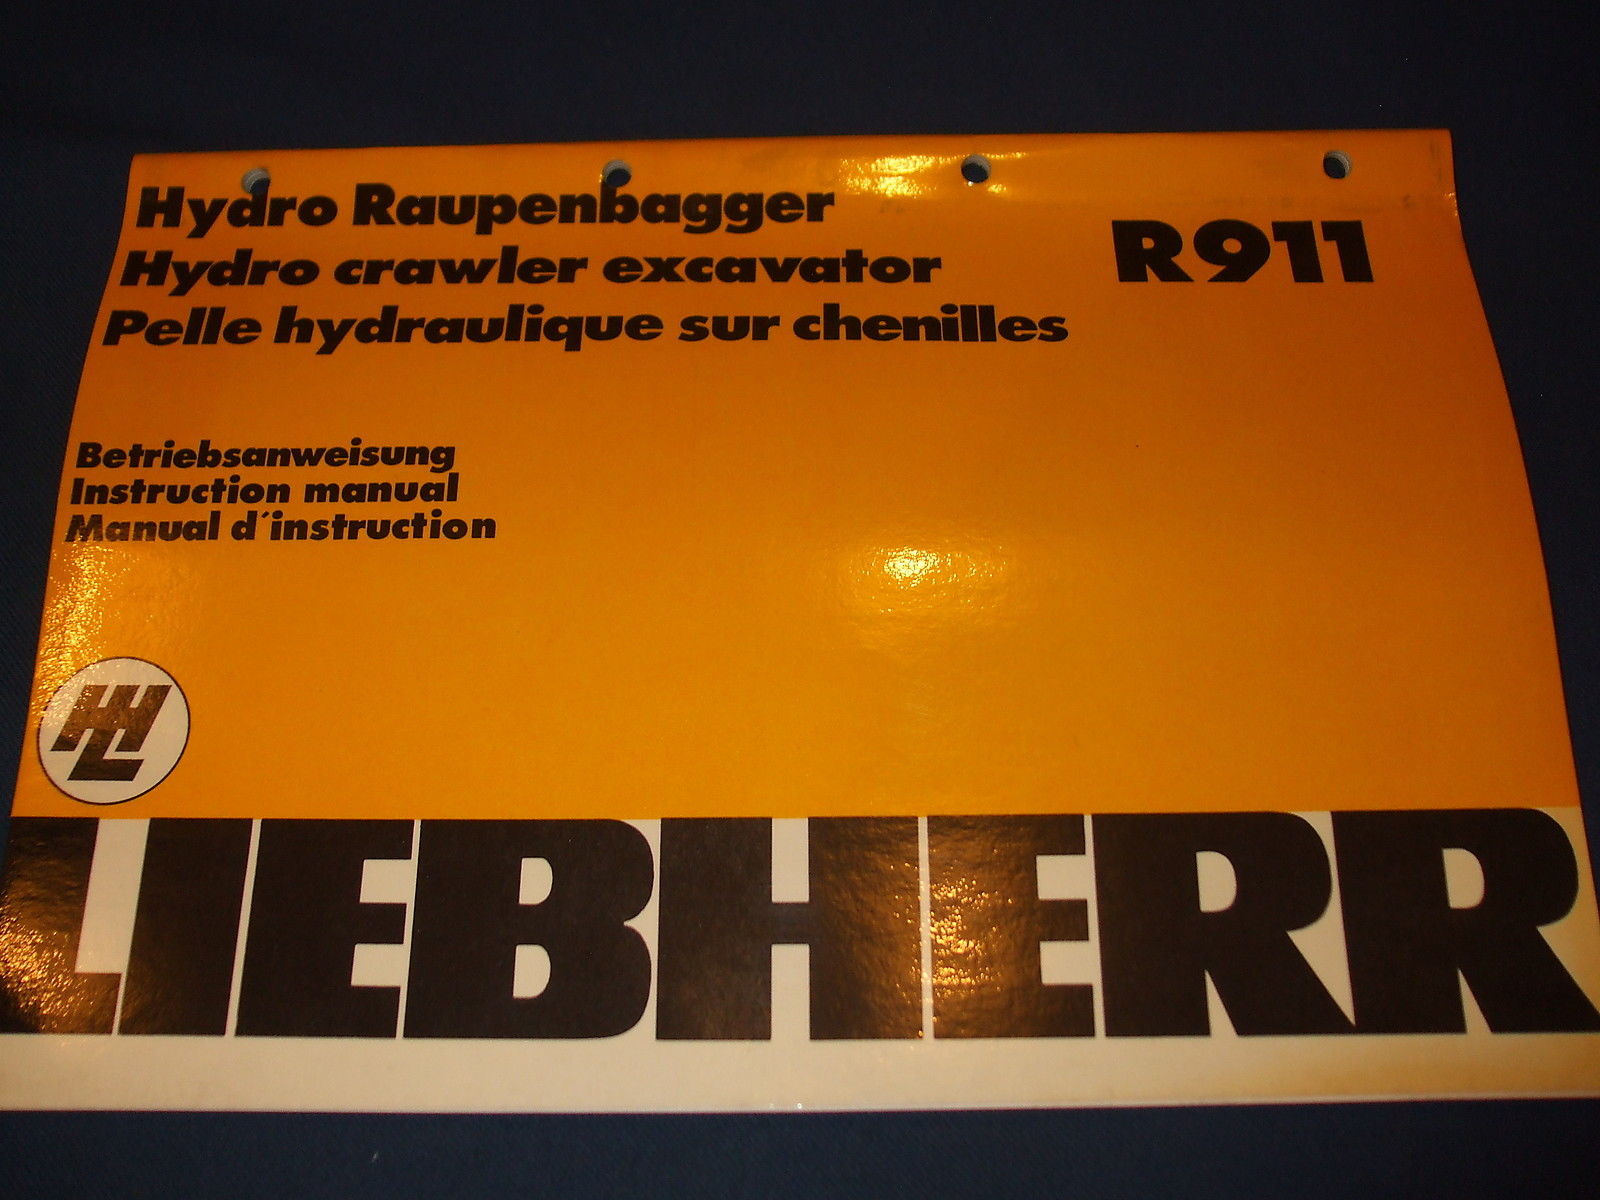 Hydro Raupenbagger
Hydro crawler excavator
Pelle hydraulique sur chenilles
R911
Betriebsanweisung
Instruction manual
Manual d´instruction
HL
LIEBHERR